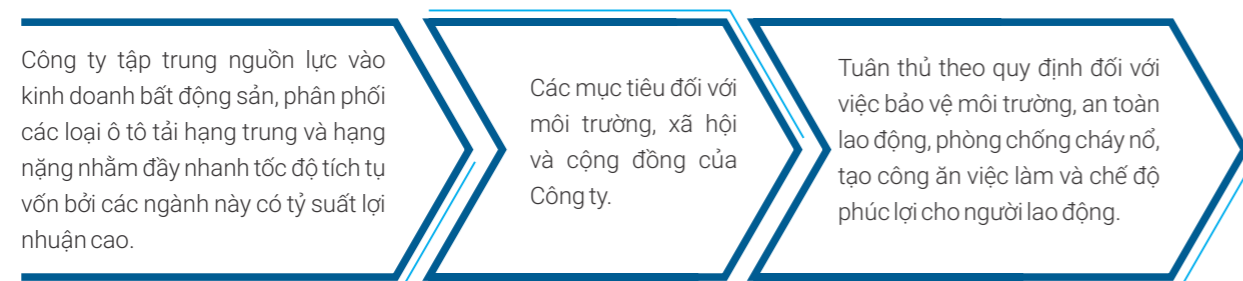 Công ty tập trung nguồn lực vào
kinh doanh bất động sản, phân phối
các loại ô tô tải hạng trung và hạng
nặng nhằm đầy nhanh tốc độ tích tụ
vốn bởi các ngành này có tỷ suất lợi
nhuận cao.
Các mục tiêu đối với
môi trường, xã hội
và cộng đồng của
Công ty.
Tuân thủ theo quy định đối với
việc bảo vệ môi trường, an toàn
lao động, phòng chống cháy nổ,
tạo công ăn việc làm và chế độ
phúc lợi cho người lao động.